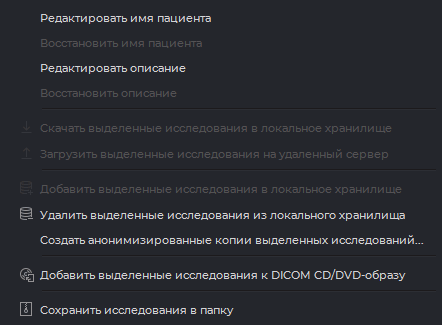 Редактировать имя пациента
Восстановить имя пациента
Редактировать описание
Восстановить описание
Скачать выделенные исследования в локальное хранилище
Загрузить выделенные исследования на удаленный сервер
Добавить выделенные исследования в локальное хранилище
Удалить выделенные исследования из локального хранилища
Создать анонимизированные копии выделенных исследований...
Добавить выделенные исследования к DICOM CD/DVD-образу
Сохранить исследования в папку